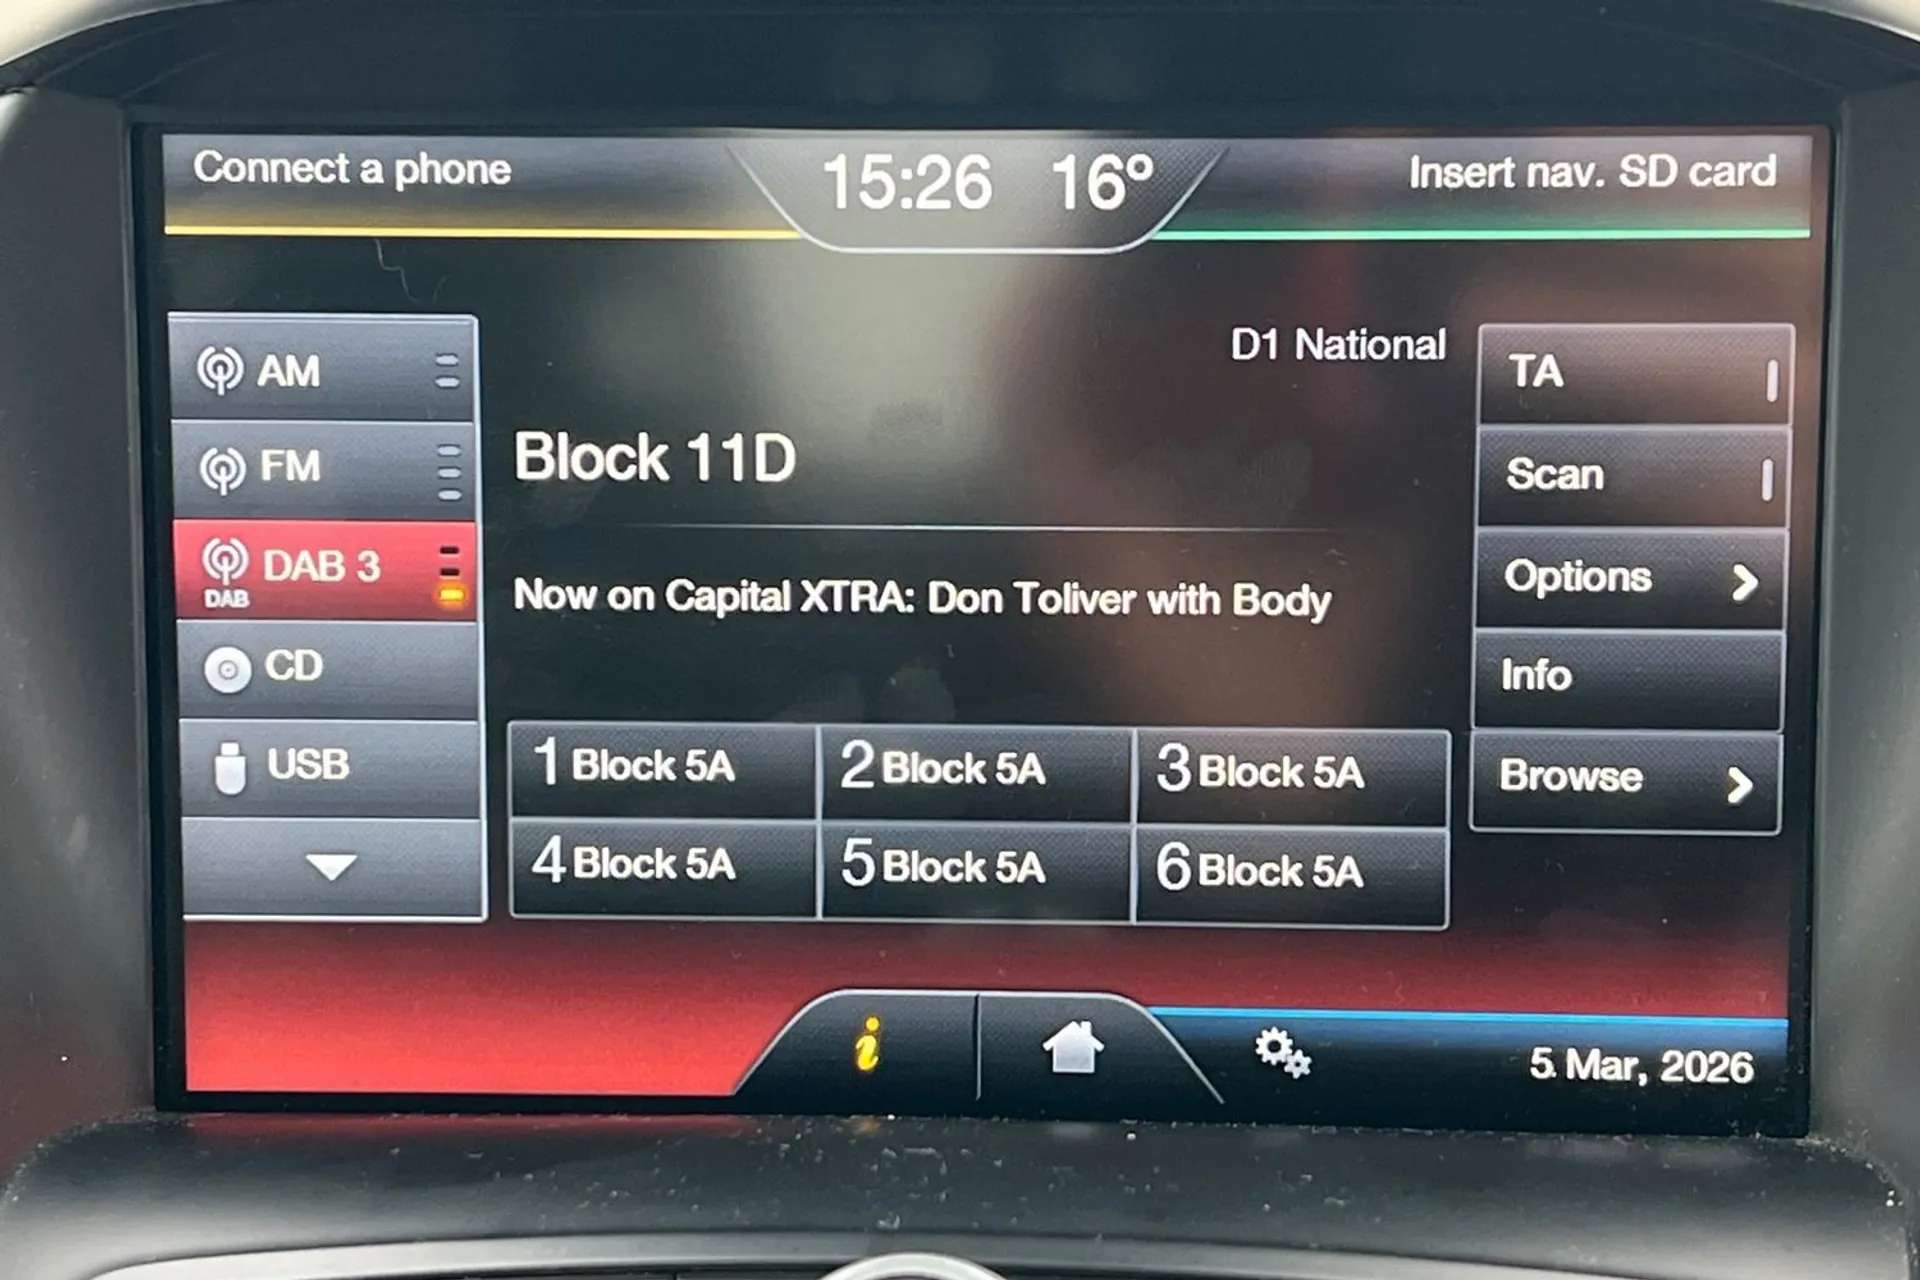 Connect a phone
15:26 16°
Insert nav. SD card
AM
FM
DAB 3
DAB
CD
USB
D1 National
Block 11D
Now on Capital XTRA: Don Toliver with Body
1 Block 5A
2 Block 5A
3 Block 5A
4 Block 5A
5 Block 5A
6 Block 5A
TA
Scan
Options
Info
Browse
i
5 Mar, 2026